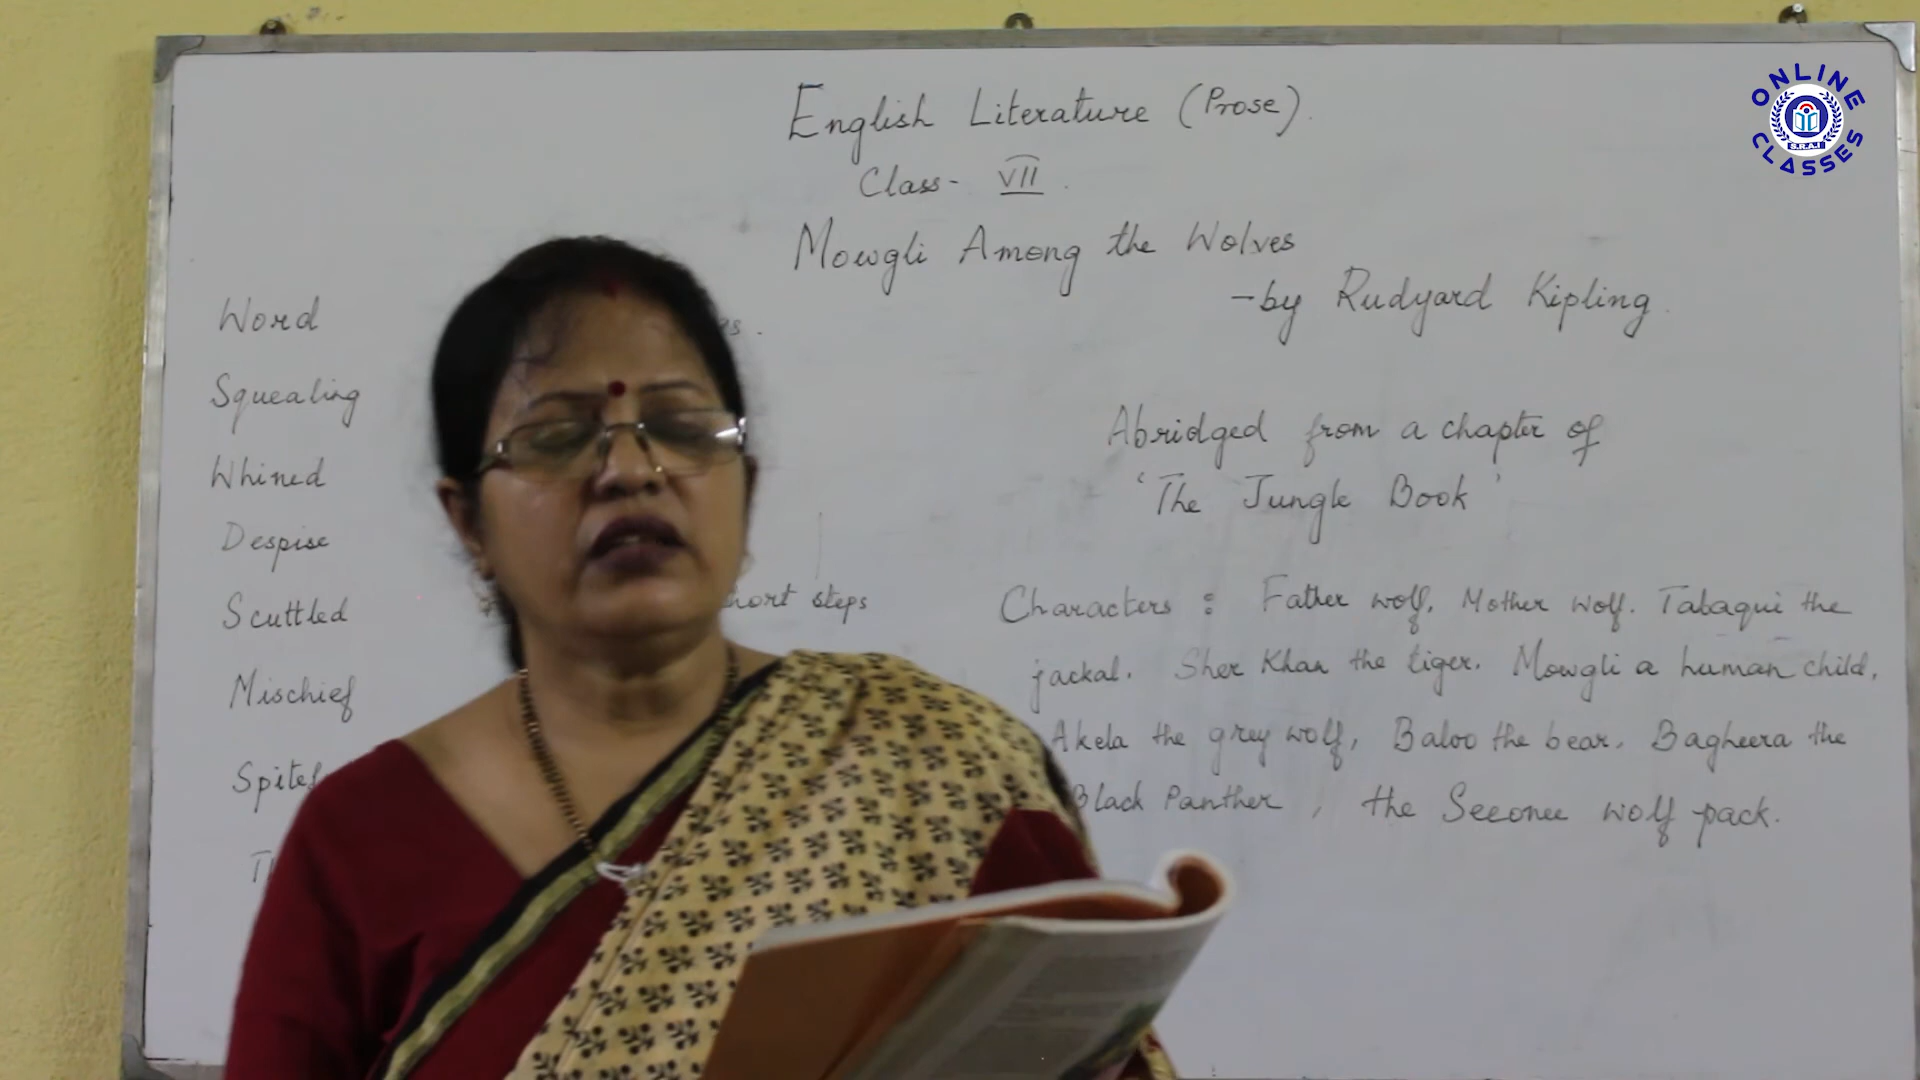 English Literature (Prose).
Class- VII.
Mowgli Among the Wolves
-by Rudyard Kipling.
Word
Squealing
Whined
Despise
Scuttled
short steps
Mischief
Abridged from a chapter of
'The Jungle Book'
Characters : Father wolf, Mother wolf. Tabaqui the
jackal. Sher Khan the tiger. Mowgli a human child,
Akela the grey wolf, Baloo the bear. Bagheera the
Black Panther, the Seeonee wolf pack.
ONLINE
CLASSES